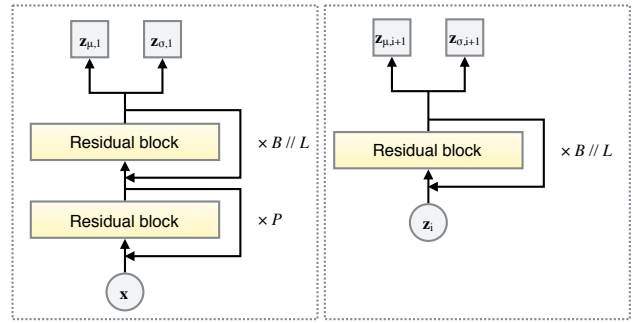 z_μ,1 z_σ,1
Residual block × B // L
Residual block × P
x
z_μ,i+1 z_σ,i+1
Residual block × B // L
z_i